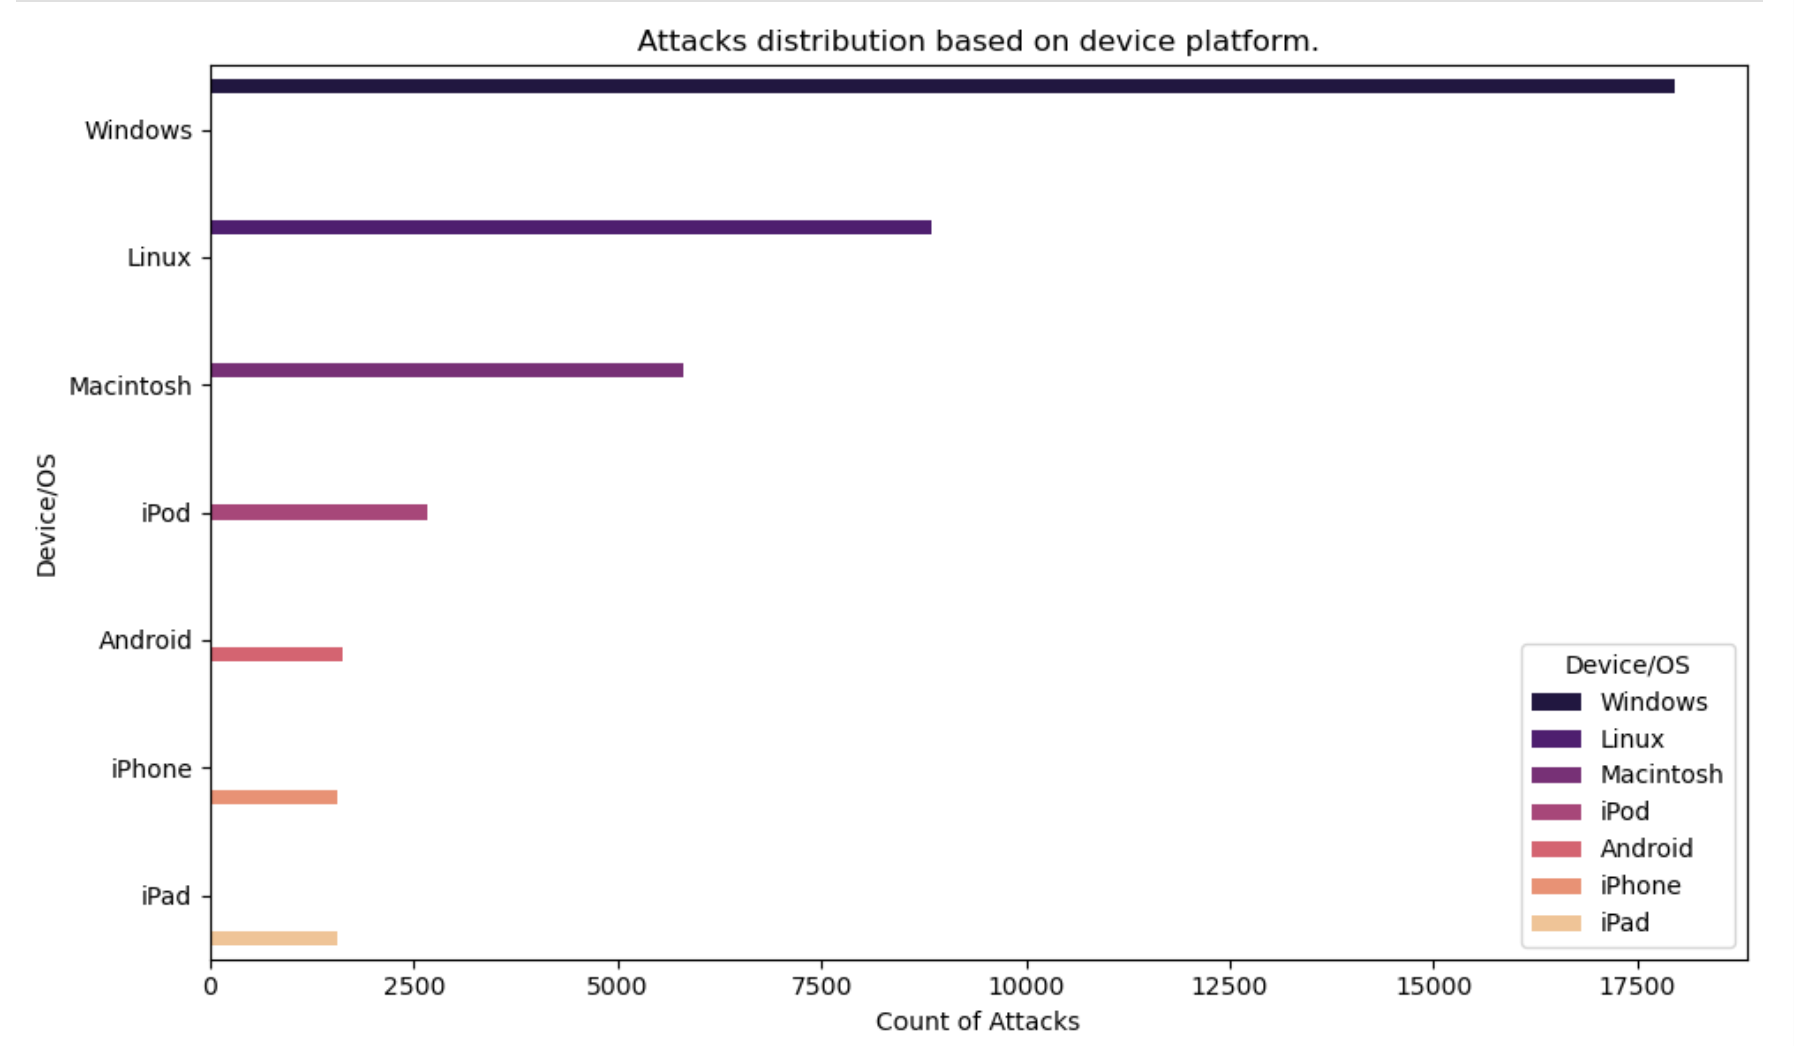 Attacks distribution based on device platform.
Windows
Linux
Macintosh
iPod
Android
iPhone
iPad
Device/OS
Device/OS
Windows
Linux
Macintosh
iPod
Android
iPhone
iPad
0 2500 5000 7500 10000 12500 15000 17500
Count of Attacks